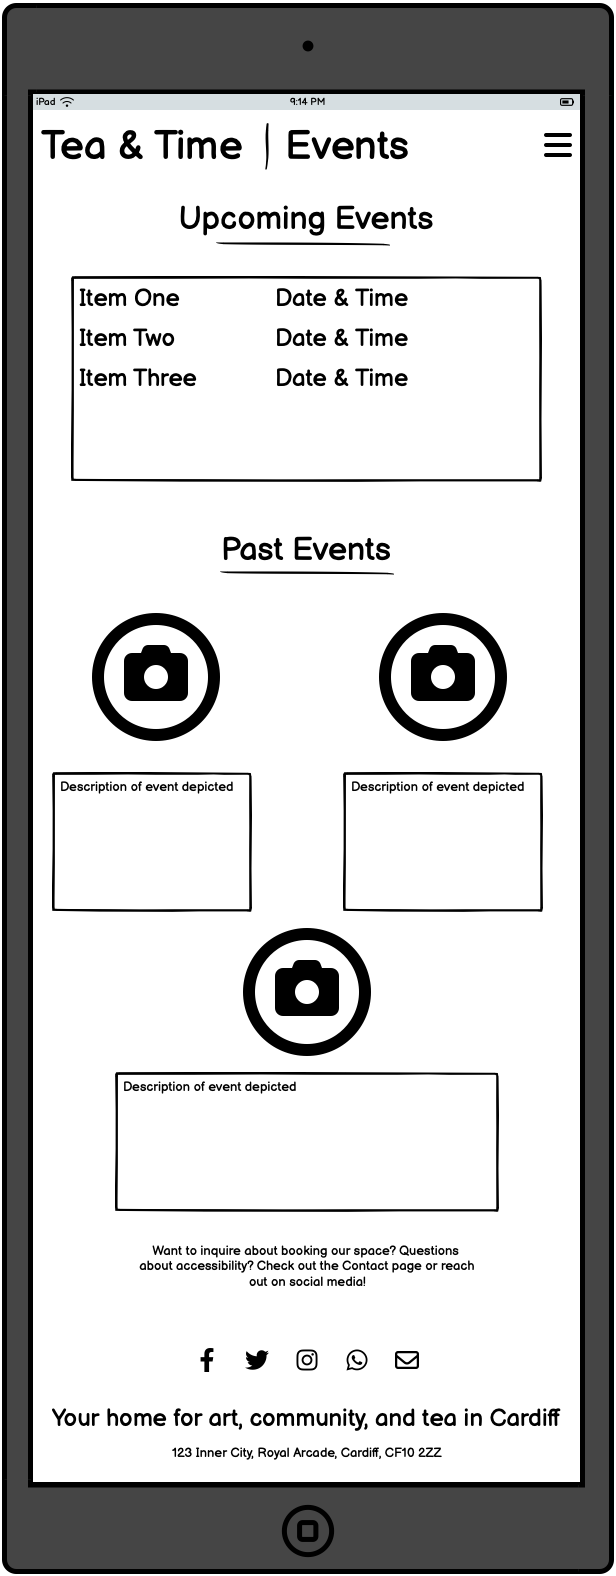 iPad 9:14 PM
Tea & Time | Events
Upcoming Events
Item One Date & Time
Item Two Date & Time
Item Three Date & Time
Past Events
Description of event depicted Description of event depicted
Description of event depicted
Want to inquire about booking our space? Questions
about accessibility? Check out the Contact page or reach
out on social media!
Your home for art, community, and tea in Cardiff
123 Inner City, Royal Arcade, Cardiff, CF10 2ZZ